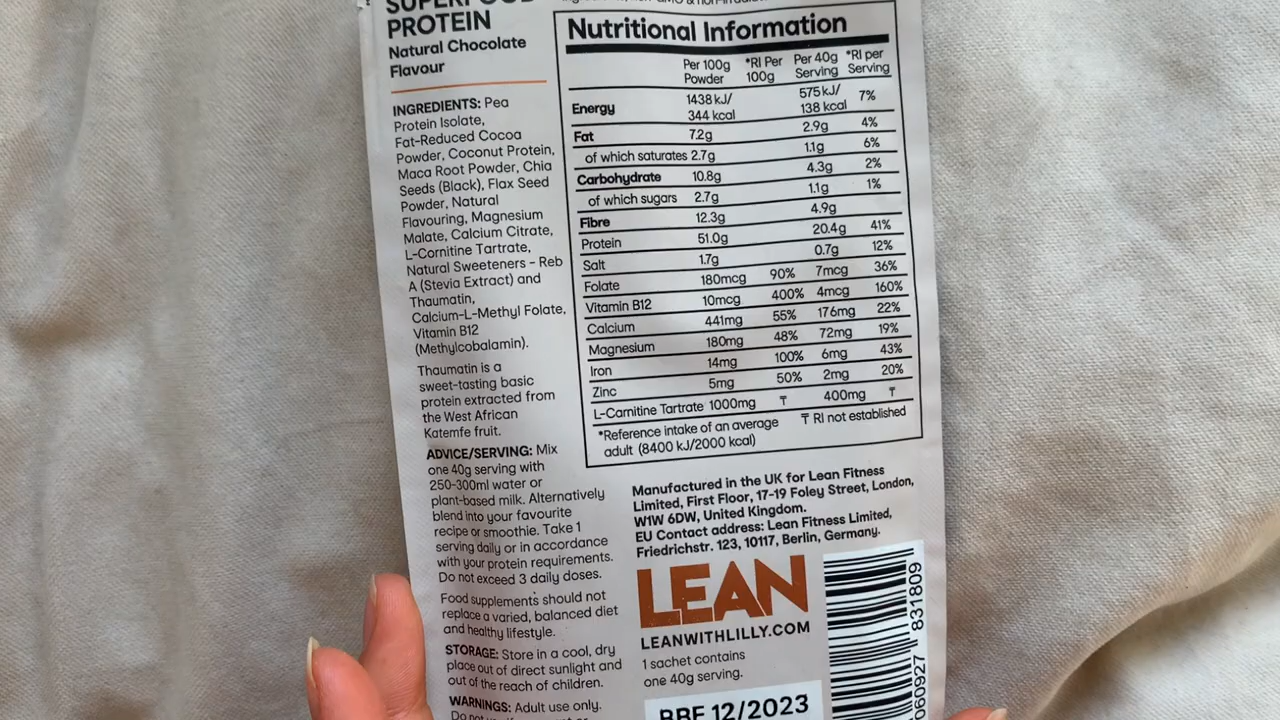 SUPERFOOD
PROTEIN
Natural Chocolate
Flavour
INGREDIENTS: Pea
Protein Isolate,
Fat-Reduced Cocoa
Powder, Coconut Protein,
Maca Root Powder, Chia
Seeds (Black), Flax Seed
Powder, Natural
Flavouring, Magnesium
Malate, Calcium Citrate,
L-Carnitine Tartrate,
Natural Sweeteners - Reb
A (Stevia Extract) and
Thaumatin,
Calcium-L-Methyl Folate,
Vitamin B12
(Methylcobalamin).
Thaumatin is a
sweet-tasting basic
protein extracted from
the West African
Katemfe fruit.
ADVICE/SERVING: Mix
one 40g serving with
250-300ml water or
plant-based milk. Alternatively
blend into your favourite
recipe or smoothie. Take 1
serving daily or in accordance
with your protein requirements.
Do not exceed 3 daily doses.
Food supplements should not
replace a varied, balanced diet
and healthy lifestyle.
STORAGE: Store in a cool, dry
place out of direct sunlight and
out of the reach of children.
WARNINGS: Adult use only.
Nutritional Information
Per 100g Powder *RI Per 100g Per 40g Serving *RI per Serving
Energy 1438 kJ/ 344 kcal 575 kJ/ 138 kcal 7%
Fat 7.2g 2.9g 4%
of which saturates 2.7g 1.1g 6%
Carbohydrate 10.8g 4.3g 2%
of which sugars 2.7g 1.1g 1%
Fibre 12.3g 4.9g
Protein 51.0g 20.4g 41%
Salt 1.7g 0.7g 12%
Folate 180mcg 90% 7mcg 36%
Vitamin B12 10mcg 400% 4mcg 160%
Calcium 441mg 55% 176mg 22%
Magnesium 180mg 48% 72mg 19%
Iron 14mg 100% 6mg 43%
Zinc 5mg 50% 2mg 20%
L-Carnitine Tartrate 1000mg ₸ 400mg ₸
*Reference intake of an average ₸ RI not established
adult (8400 kJ/2000 kcal)
Manufactured in the UK for Lean Fitness
Limited, First Floor, 17-19 Foley Street, London,
W1W 6DW, United Kingdom.
EU Contact address: Lean Fitness Limited,
Friedrichstr. 123, 10117, Berlin, Germany.
LEAN
LEANWITHLILLY.COM
1 sachet contains
one 40g serving.
BBE 12/2023
060927 831809